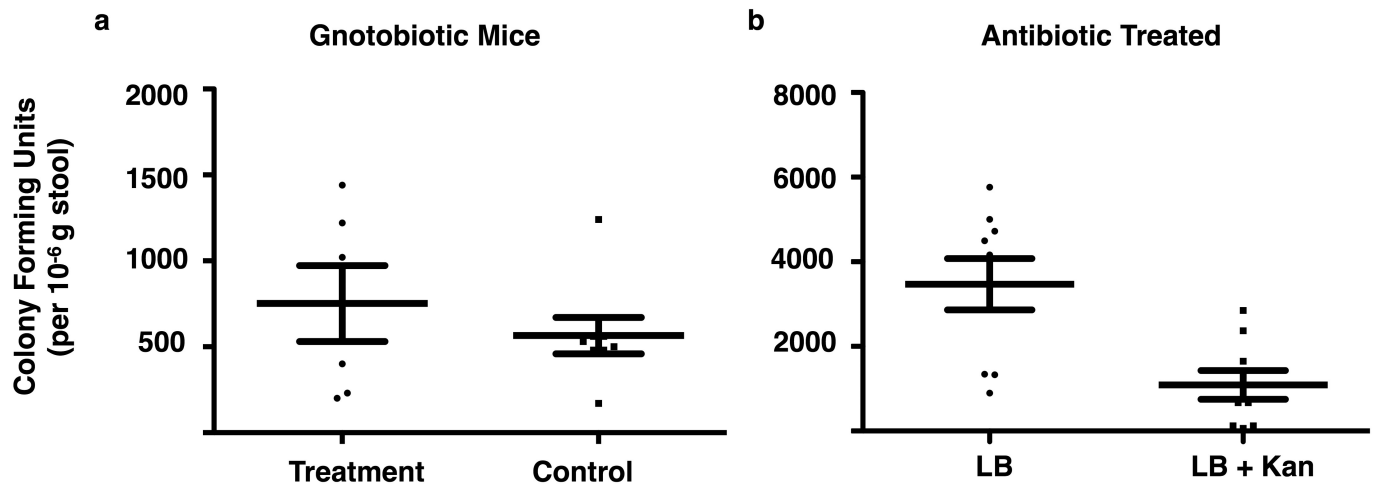 a
Gnotobiotic Mice
Colony Forming Units
(per 10-6 g stool)
2000
1500
1000
500
Treatment
Control
b
Antibiotic Treated
8000
6000
4000
2000
LB
LB + Kan